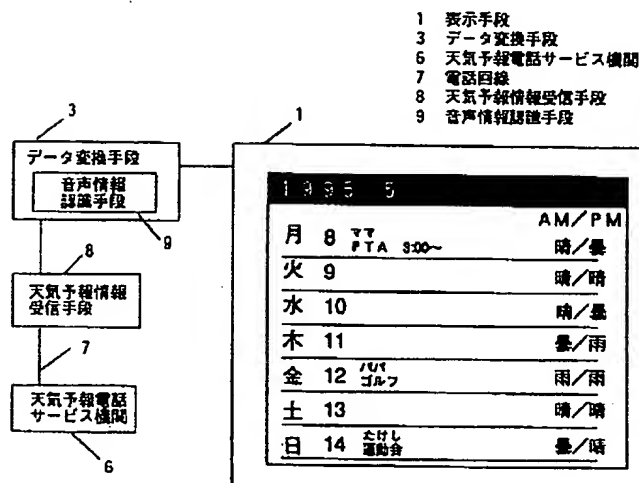 1 表示手段
3 データ変換手段
6 天気予報電話サービス機関
7 電話回線
8 天気予報情報受信手段
9 音声情報認識手段
3
1
データ変換手段
音声情報
認識手段
9
8
天気予報情報
受信手段
7
天気予報電話
サービス機関
6
1995 5
AM/PM
月 8 ママ
PTA 3:00~
晴/曇
火 9 晴/晴
水 10 晴/曇
木 11 曇/雨
金 12 パパ
ゴルフ
雨/雨
土 13 晴/晴
日 14 たけし
運動会
曇/晴